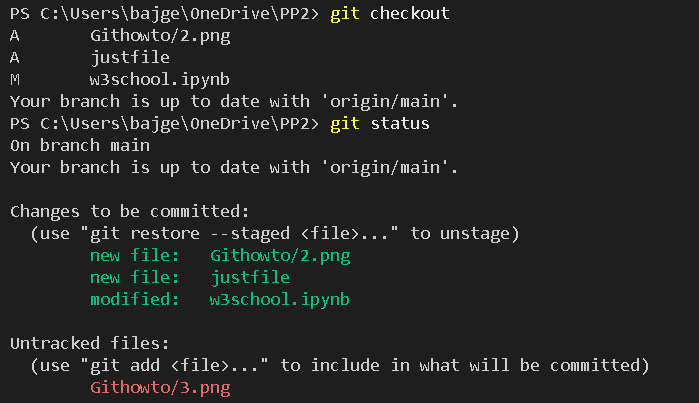 PS C:\Users\bajge\OneDrive\PP2> git checkout
A       Githowto/2.png
A       justfile
M       w3school.ipynb
Your branch is up to date with 'origin/main'.
PS C:\Users\bajge\OneDrive\PP2> git status
On branch main
Your branch is up to date with 'origin/main'.

Changes to be committed:
  (use "git restore --staged <file>..." to unstage)
        new file:   Githowto/2.png
        new file:   justfile
        modified:   w3school.ipynb

Untracked files:
  (use "git add <file>..." to include in what will be committed)
        Githowto/3.png